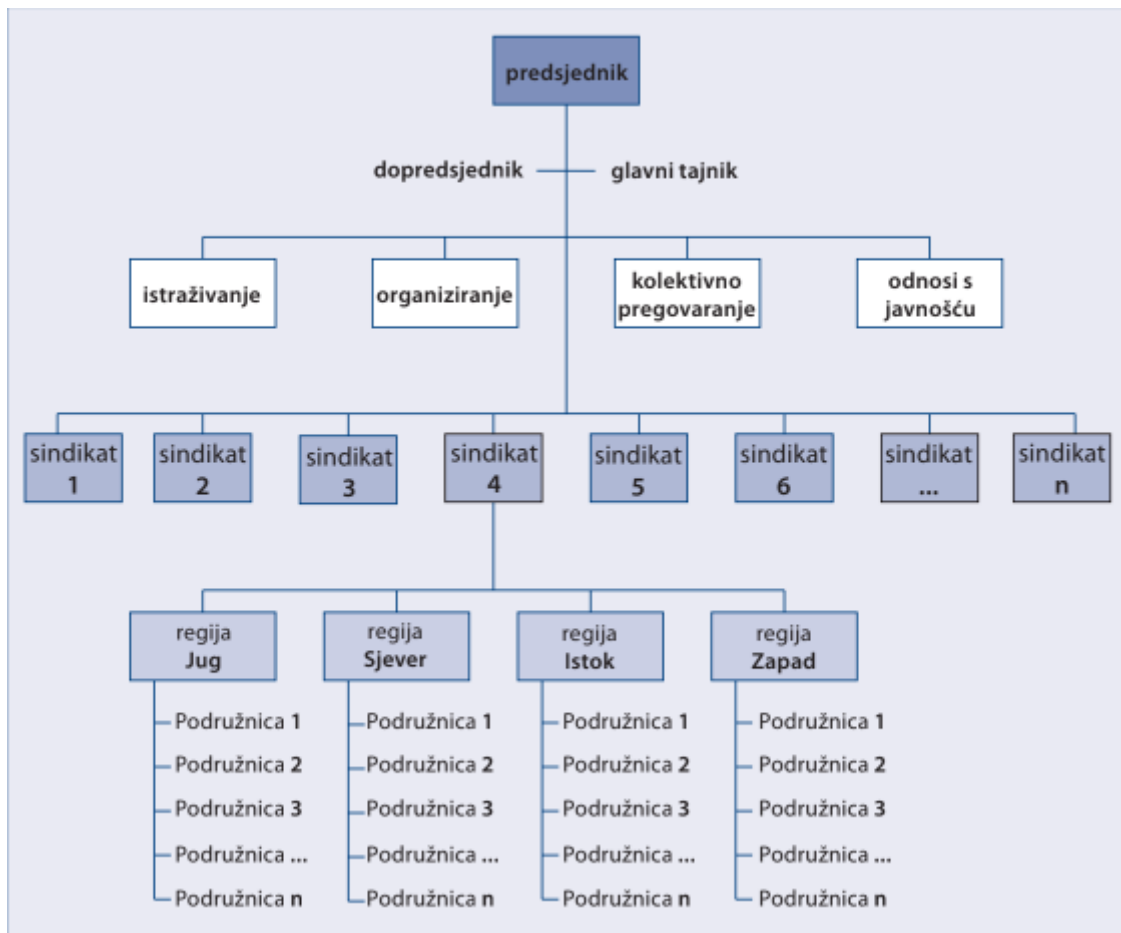 predsjednik
dopredsjednik
glavni tajnik
istraživanje
organiziranje
kolektivno
pregovaranje
odnosi s
javnošću
sindikat
1
sindikat
2
sindikat
3
sindikat
4
sindikat
5
sindikat
6
sindikat
...
sindikat
n
regija
Jug
regija
Sjever
regija
Istok
regija
Zapad
Podružnica 1
Podružnica 2
Podružnica 3
Podružnica ...
Podružnica n
Podružnica 1
Podružnica 2
Podružnica 3
Podružnica ...
Podružnica n
Podružnica 1
Podružnica 2
Podružnica 3
Podružnica ...
Podružnica n
Podružnica 1
Podružnica 2
Podružnica 3
Podružnica ...
Podružnica n